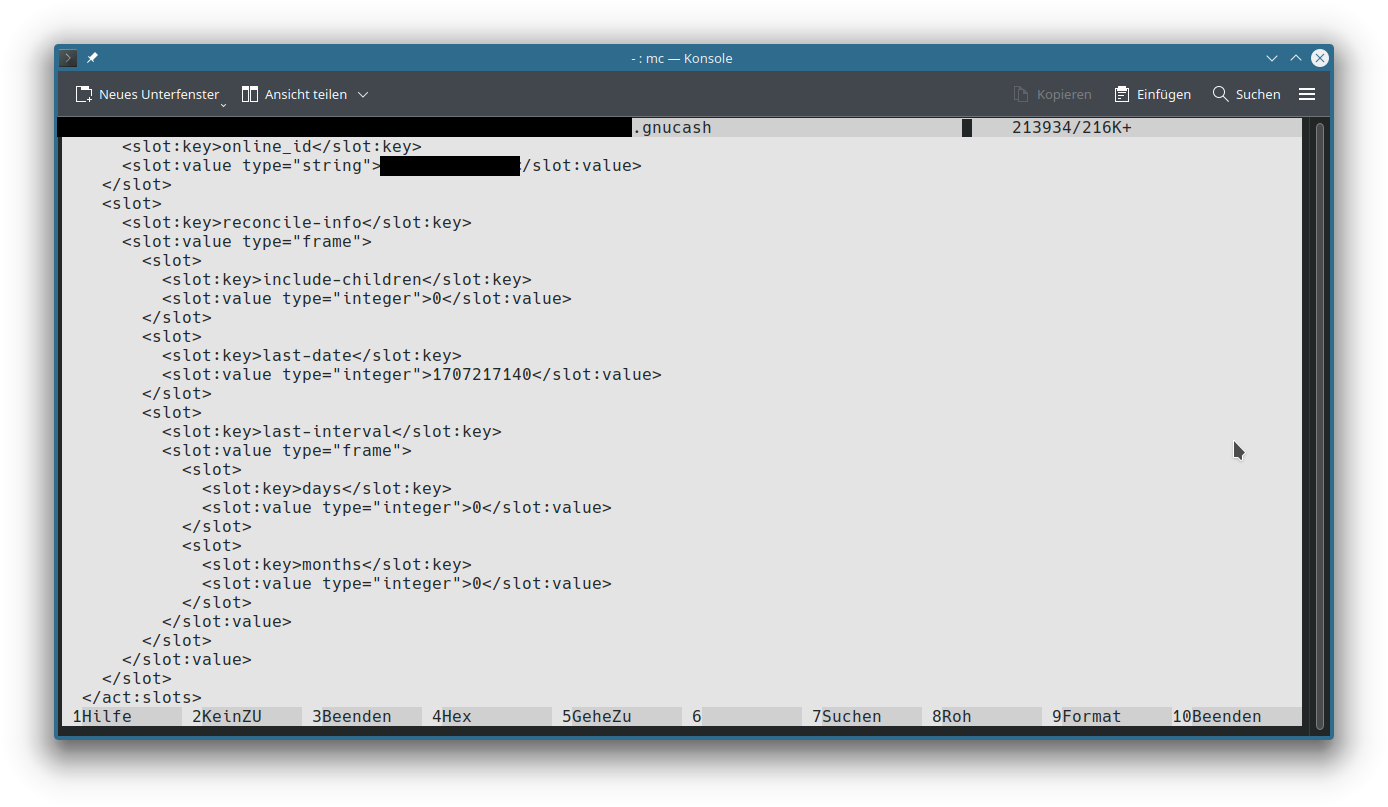 - : mc — Konsole
Neues Unterfenster Ansicht teilen Kopieren Einfügen Suchen
.gnucash 213934/216K+
      <slot:key>online_id</slot:key>
      <slot:value type="string"> /slot:value>
    </slot>
    <slot>
      <slot:key>reconcile-info</slot:key>
      <slot:value type="frame">
        <slot>
          <slot:key>include-children</slot:key>
          <slot:value type="integer">0</slot:value>
        </slot>
        <slot>
          <slot:key>last-date</slot:key>
          <slot:value type="integer">1707217140</slot:value>
        </slot>
        <slot>
          <slot:key>last-interval</slot:key>
          <slot:value type="frame">
            <slot>
              <slot:key>days</slot:key>
              <slot:value type="integer">0</slot:value>
            </slot>
            <slot>
              <slot:key>months</slot:key>
              <slot:value type="integer">0</slot:value>
            </slot>
          </slot:value>
        </slot>
      </slot:value>
    </slot>
  </act:slots>
1Hilfe 2KeinZU 3Beenden 4Hex 5GeheZu 6 7Suchen 8Roh 9Format 10Beenden